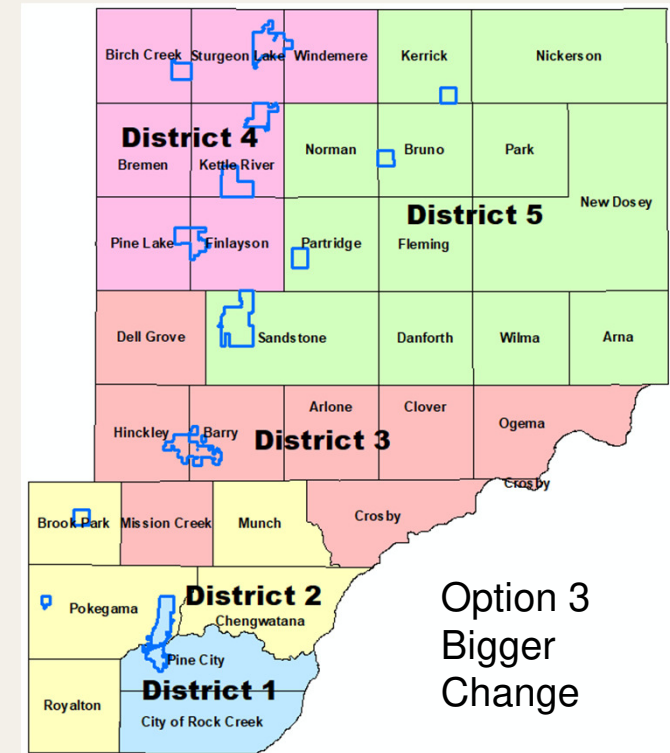 Birch Creek Sturgeon Lake Windemere Kerrick Nickerson
District 4
Bremen Kettle River Norman Bruno Park
New Dosey
District 5
Pine Lake Finlayson Partridge Fleming
Dell Grove Sandstone Danforth Wilma Arna
Arlone Clover
Hinckley Barry Ogema
District 3
Crosby
Brook Park Mission Creek Munch Crosby
District 2
Pokegama
Chengwatana
Pine City
District 1
Royalton
City of Rock Creek
Option 3
Bigger
Change